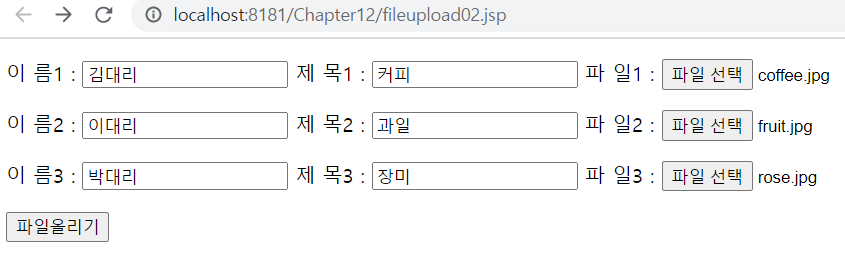 localhost:8181/Chapter12/fileupload02.jsp
이 름1 : 김대리 제 목1 : 커피 파 일1 : 파일 선택 coffee.jpg
이 름2 : 이대리 제 목2 : 과일 파 일2 : 파일 선택 fruit.jpg
이 름3 : 박대리 제 목3 : 장미 파 일3 : 파일 선택 rose.jpg
파일올리기